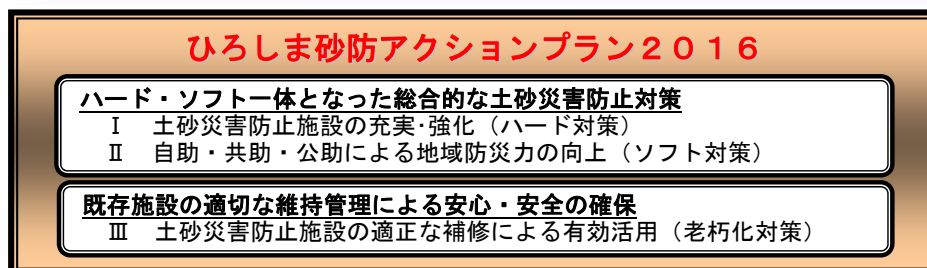 ひろしま砂防アクションプラン２０１６
ハード・ソフト一体となった総合的な土砂災害防止対策
Ⅰ 土砂災害防止施設の充実･強化（ハード対策）
Ⅱ 自助・共助・公助による地域防災力の向上（ソフト対策）
既存施設の適切な維持管理による安心・安全の確保
Ⅲ 土砂災害防止施設の適正な補修による有効活用（老朽化対策）